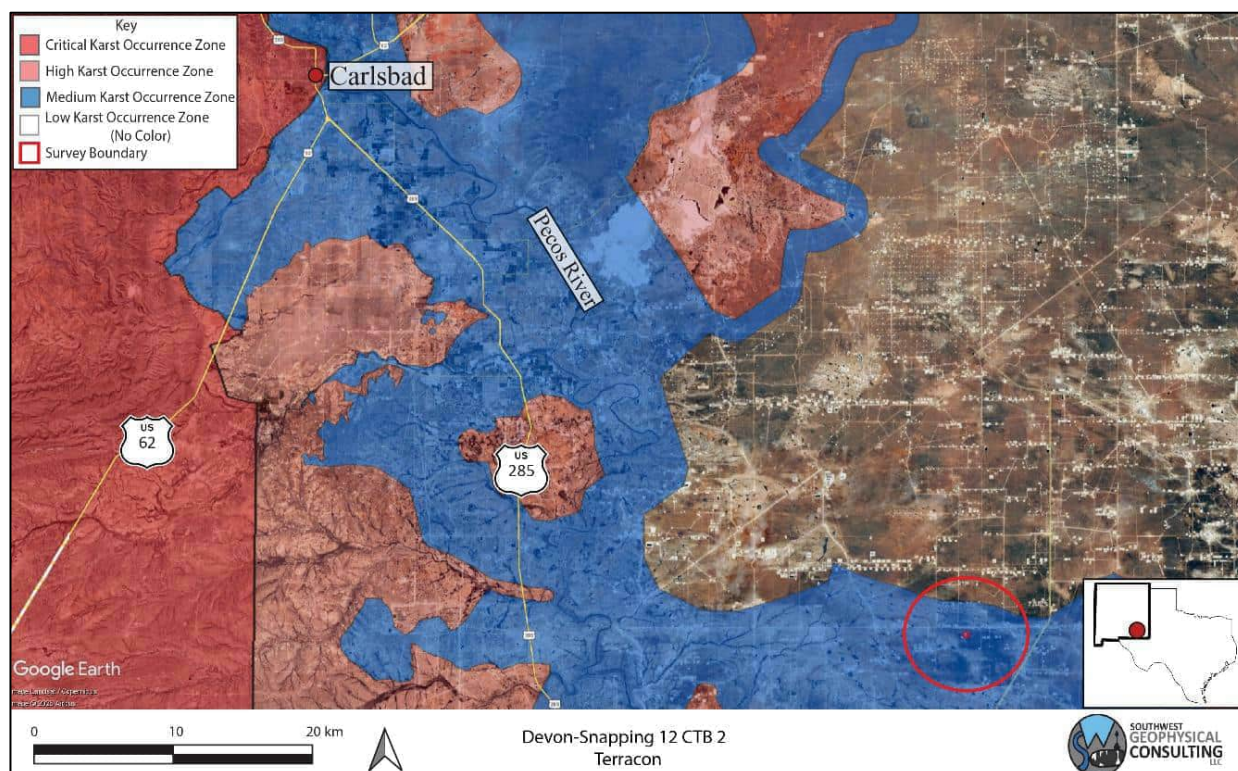 Key
Critical Karst Occurrence Zone
High Karst Occurrence Zone
Medium Karst Occurrence Zone
Low Karst Occurrence Zone
(No Color)
Survey Boundary
Carlsbad
Pecos River
US
62
US
285
Google Earth
0
10
20 km
Devon-Snapping 12 CTB 2
Terracon
SOUTHWEST
GEOPHYSICAL
CONSULTING
LLC